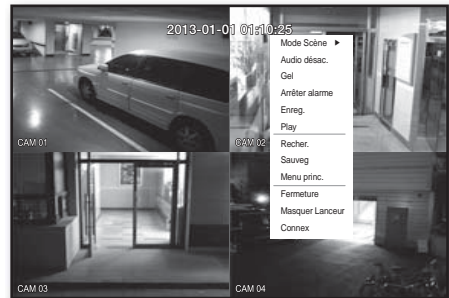 2013-01-01 01:10:25
Mode Scène ►
Audio désac.
Gel
Arrêter alarme
Enreg.
Play
Recher.
Sauveg
Menu princ.
Fermeture
Masquer Lanceur
Connex
CAM 01
CAM 02
CAM 03
CAM 04